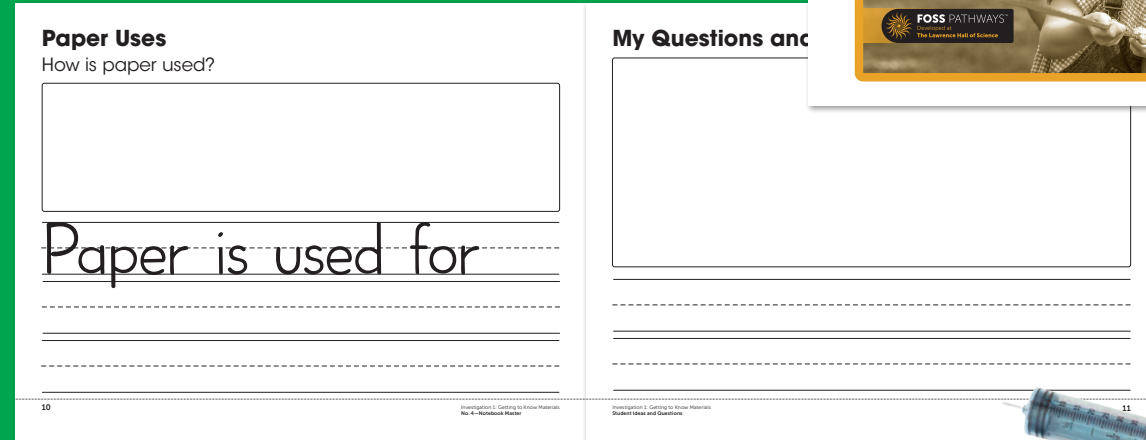 Paper Uses
How is paper used?
Paper is used for
10
Investigation 1: Getting to Know Materials
No. 4—Notebook Master
My Questions and
Investigation 1: Getting to Know Materials
Student Ideas and Questions
11
FOSS PATHWAYS™
Developed at
The Lawrence Hall of Science